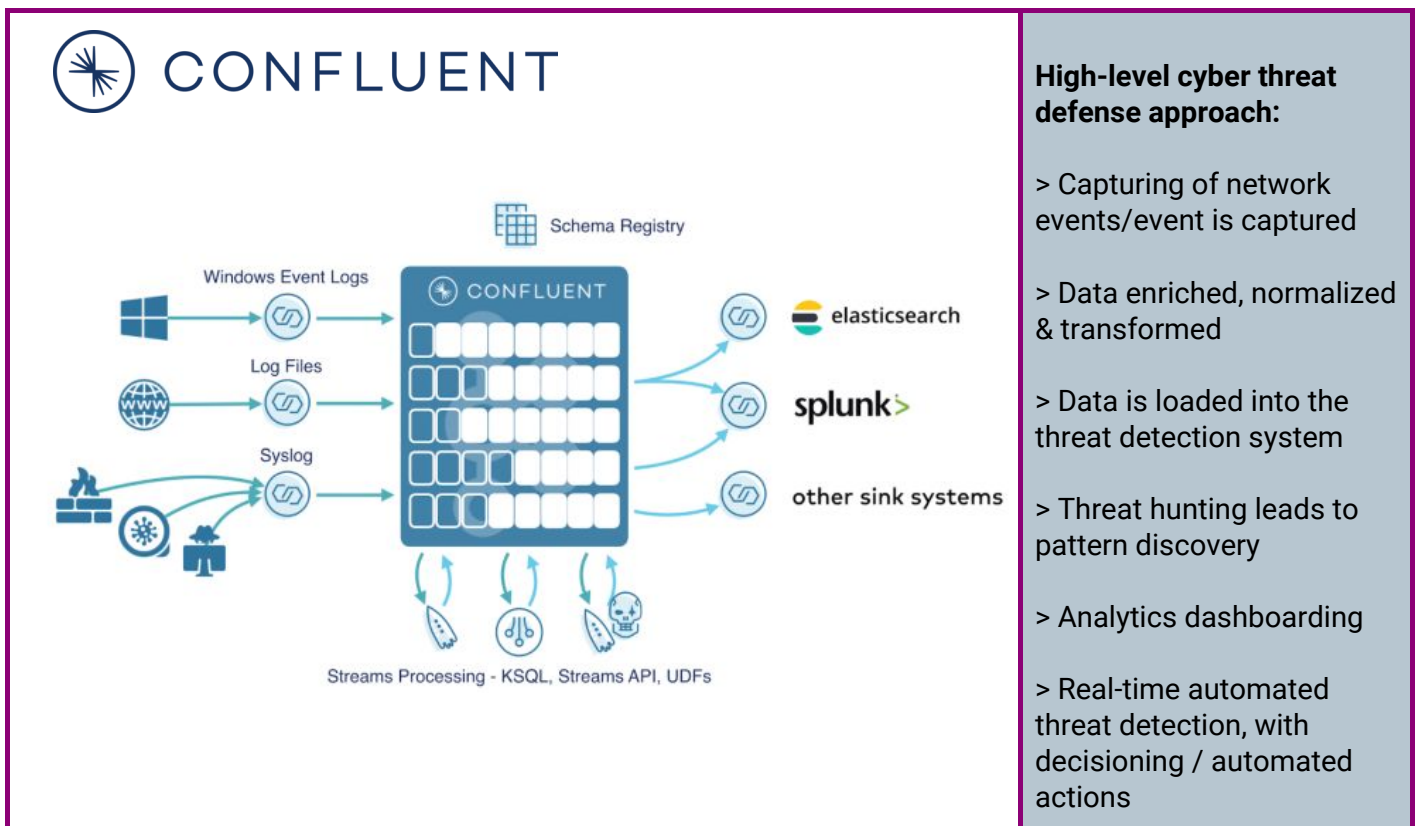 CONFLUENT
Schema Registry
Windows Event Logs
CONFLUENT
elasticsearch
Log Files
www
splunk>
Syslog
other sink systems
Streams Processing - KSQL, Streams API, UDFs
High-level cyber threat
defense approach:
> Capturing of network
events/event is captured
> Data enriched, normalized
& transformed
> Data is loaded into the
threat detection system
> Threat hunting leads to
pattern discovery
> Analytics dashboarding
> Real-time automated
threat detection, with
decisioning / automated
actions